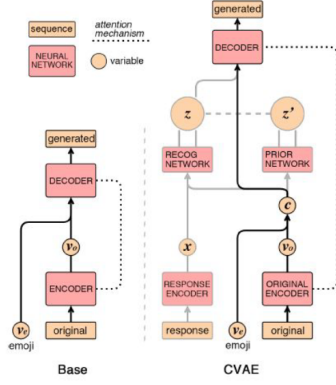 sequence
attention
mechanism
NEURAL
NETWORK
variable
generated
DECODER
v_o
ENCODER
v_e
original
emoji
Base
generated
DECODER
z
z'
RECOG
NETWORK
PRIOR
NETWORK
c
x
v_o
RESPONSE
ENCODER
ORIGINAL
ENCODER
response
v_e
original
emoji
CVAE